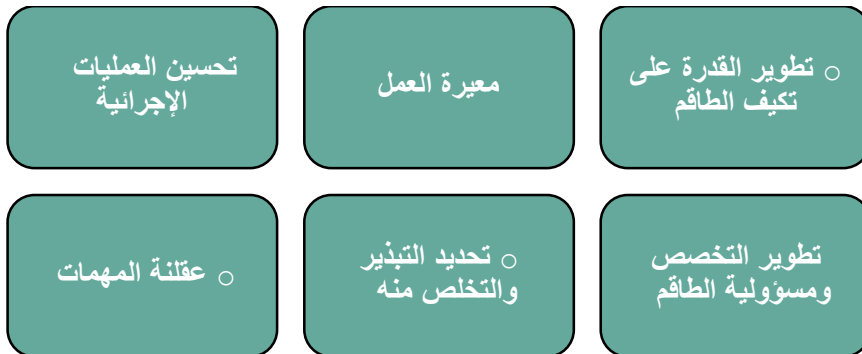 ○ تطوير القدرة على
تكيف الطاقم
معيرة العمل
تحسين العمليات
الإجرائية
تطوير التخصص
ومسؤولية الطاقم
○ تحديد التبذير
والتخلص منه
○ عقلنة المهمات